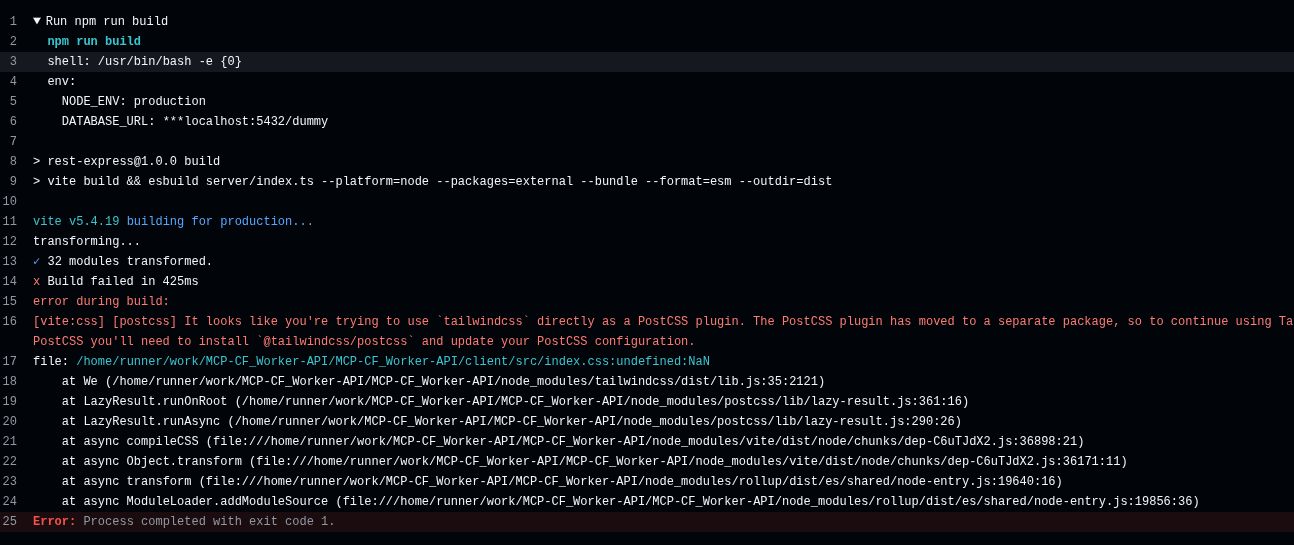 1 ▼ Run npm run build
2 npm run build
3 shell: /usr/bin/bash -e {0}
4 env:
5 NODE_ENV: production
6 DATABASE_URL: ***localhost:5432/dummy
7
8 > rest-express@1.0.0 build
9 > vite build && esbuild server/index.ts --platform=node --packages=external --bundle --format=esm --outdir=dist
10
11 vite v5.4.19 building for production...
12 transforming...
13 ✓ 32 modules transformed.
14 x Build failed in 425ms
15 error during build:
16 [vite:css] [postcss] It looks like you're trying to use `tailwindcss` directly as a PostCSS plugin. The PostCSS plugin has moved to a separate package, so to continue using Ta
PostCSS you'll need to install `@tailwindcss/postcss` and update your PostCSS configuration.
17 file: /home/runner/work/MCP-CF_Worker-API/MCP-CF_Worker-API/client/src/index.css:undefined:NaN
18 at We (/home/runner/work/MCP-CF_Worker-API/MCP-CF_Worker-API/node_modules/tailwindcss/dist/lib.js:35:2121)
19 at LazyResult.runOnRoot (/home/runner/work/MCP-CF_Worker-API/MCP-CF_Worker-API/node_modules/postcss/lib/lazy-result.js:361:16)
20 at LazyResult.runAsync (/home/runner/work/MCP-CF_Worker-API/MCP-CF_Worker-API/node_modules/postcss/lib/lazy-result.js:290:26)
21 at async compileCSS (file:///home/runner/work/MCP-CF_Worker-API/MCP-CF_Worker-API/node_modules/vite/dist/node/chunks/dep-C6uTJdX2.js:36898:21)
22 at async Object.transform (file:///home/runner/work/MCP-CF_Worker-API/MCP-CF_Worker-API/node_modules/vite/dist/node/chunks/dep-C6uTJdX2.js:36171:11)
23 at async transform (file:///home/runner/work/MCP-CF_Worker-API/MCP-CF_Worker-API/node_modules/rollup/dist/es/shared/node-entry.js:19640:16)
24 at async ModuleLoader.addModuleSource (file:///home/runner/work/MCP-CF_Worker-API/MCP-CF_Worker-API/node_modules/rollup/dist/es/shared/node-entry.js:19856:36)
25 Error: Process completed with exit code 1.